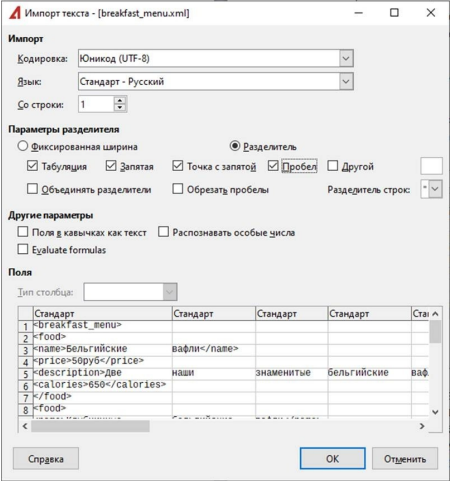 Импорт текста - [breakfast_menu.xml]
Импорт
Кодировка: Юникод (UTF-8)
Язык: Стандарт - Русский
Со строки: 1
Параметры разделителя
Фиксированная ширина Разделитель
Табуляция Запятая Точка с запятой Пробел Другой
Объединять разделители Обрезать пробелы Разделитель строк: "
Другие параметры
Поля в кавычках как текст Распознавать особые числа
Evaluate formulas
Поля
Тип столбца:
Стандарт Стандарт Стандарт Стандарт Ста
1 <breakfast_menu>
2 <food>
3 <name>Бельгийские вафли</name>
4 <price>50руб</price>
5 <description>Две наши знаменитые бельгийские ваф
6 <calories>650</calories>
7 </food>
8 <food>
Справка ОК Отменить